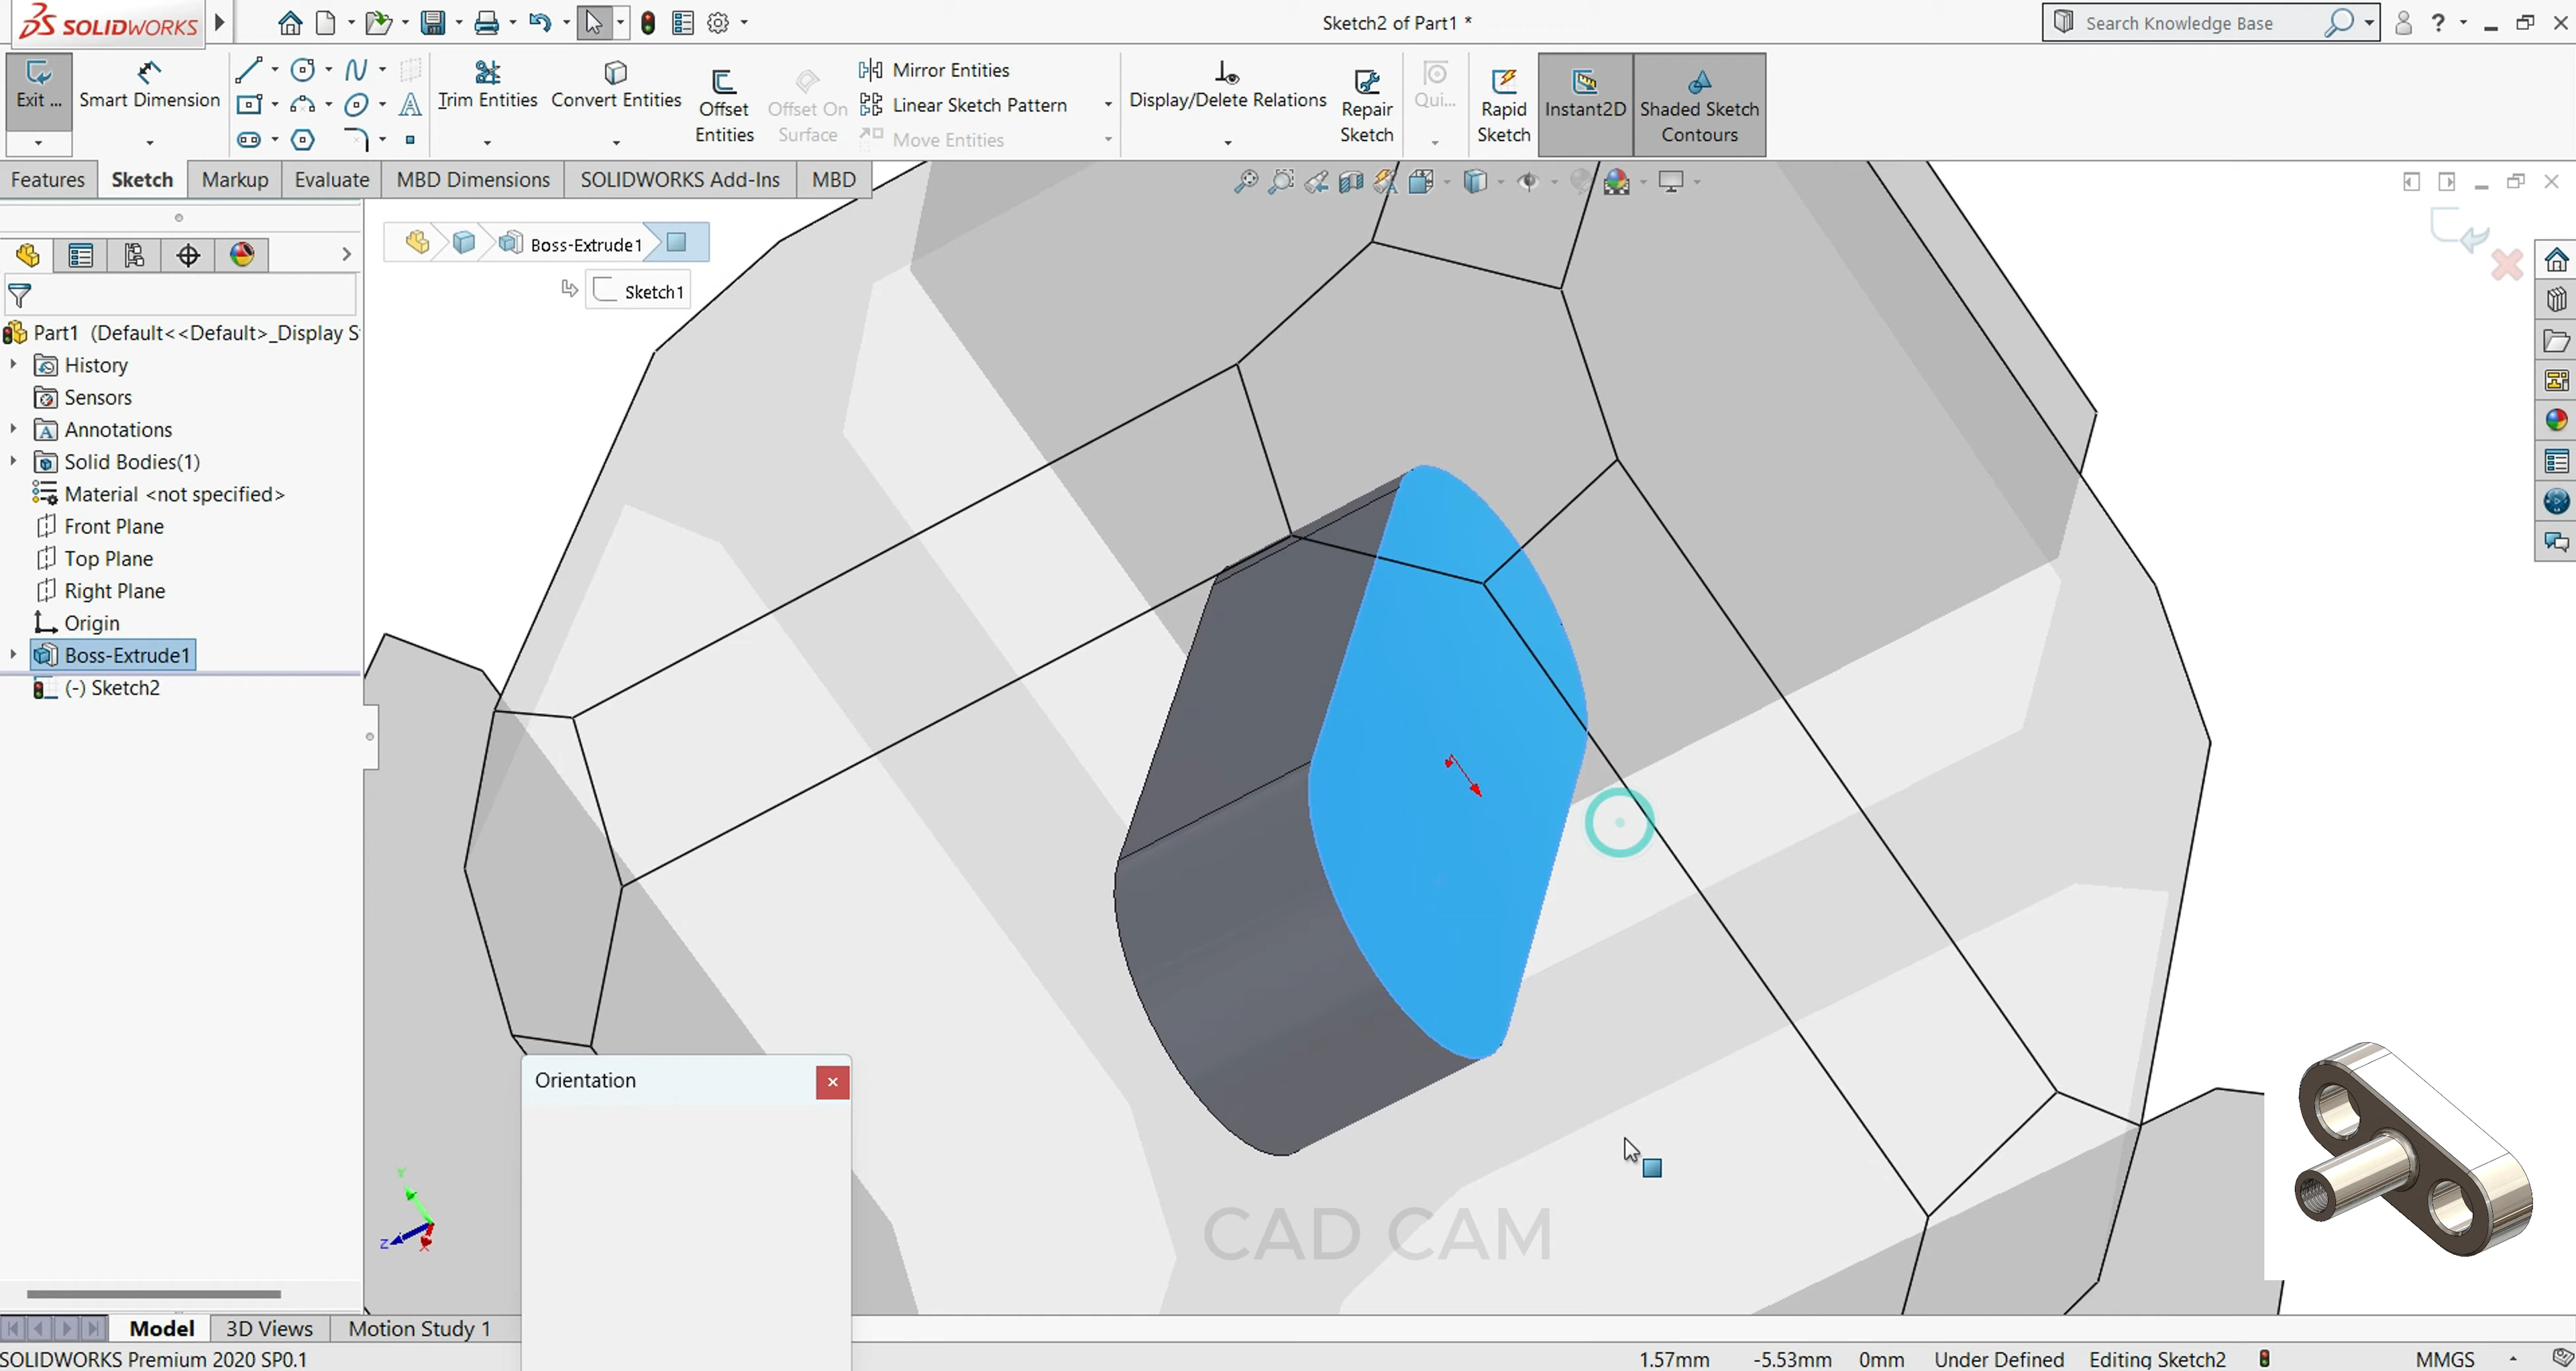 SOLIDWORKS
Sketch2 of Part1 *
Search Knowledge Base
?
Exit ...
Smart Dimension
Trim Entities
Convert Entities
Offset
Entities
Offset On
Surface
Mirror Entities
Linear Sketch Pattern
Move Entities
Display/Delete Relations
Repair
Sketch
Qui...
Rapid
Sketch
Instant2D
Shaded Sketch
Contours
Features
Sketch
Markup
Evaluate
MBD Dimensions
SOLIDWORKS Add-Ins
MBD
Boss-Extrude1
Sketch1
Part1 (Default<<Default>_Display S
History
Sensors
Annotations
Solid Bodies(1)
Material <not specified>
Front Plane
Top Plane
Right Plane
Origin
Boss-Extrude1
(-) Sketch2
Orientation
Y
Z
X
CAD CAM
Model
3D Views
Motion Study 1
SOLIDWORKS Premium 2020 SP0.1
1.57mm
-5.53mm
0mm
Under Defined
Editing Sketch2
MMGS